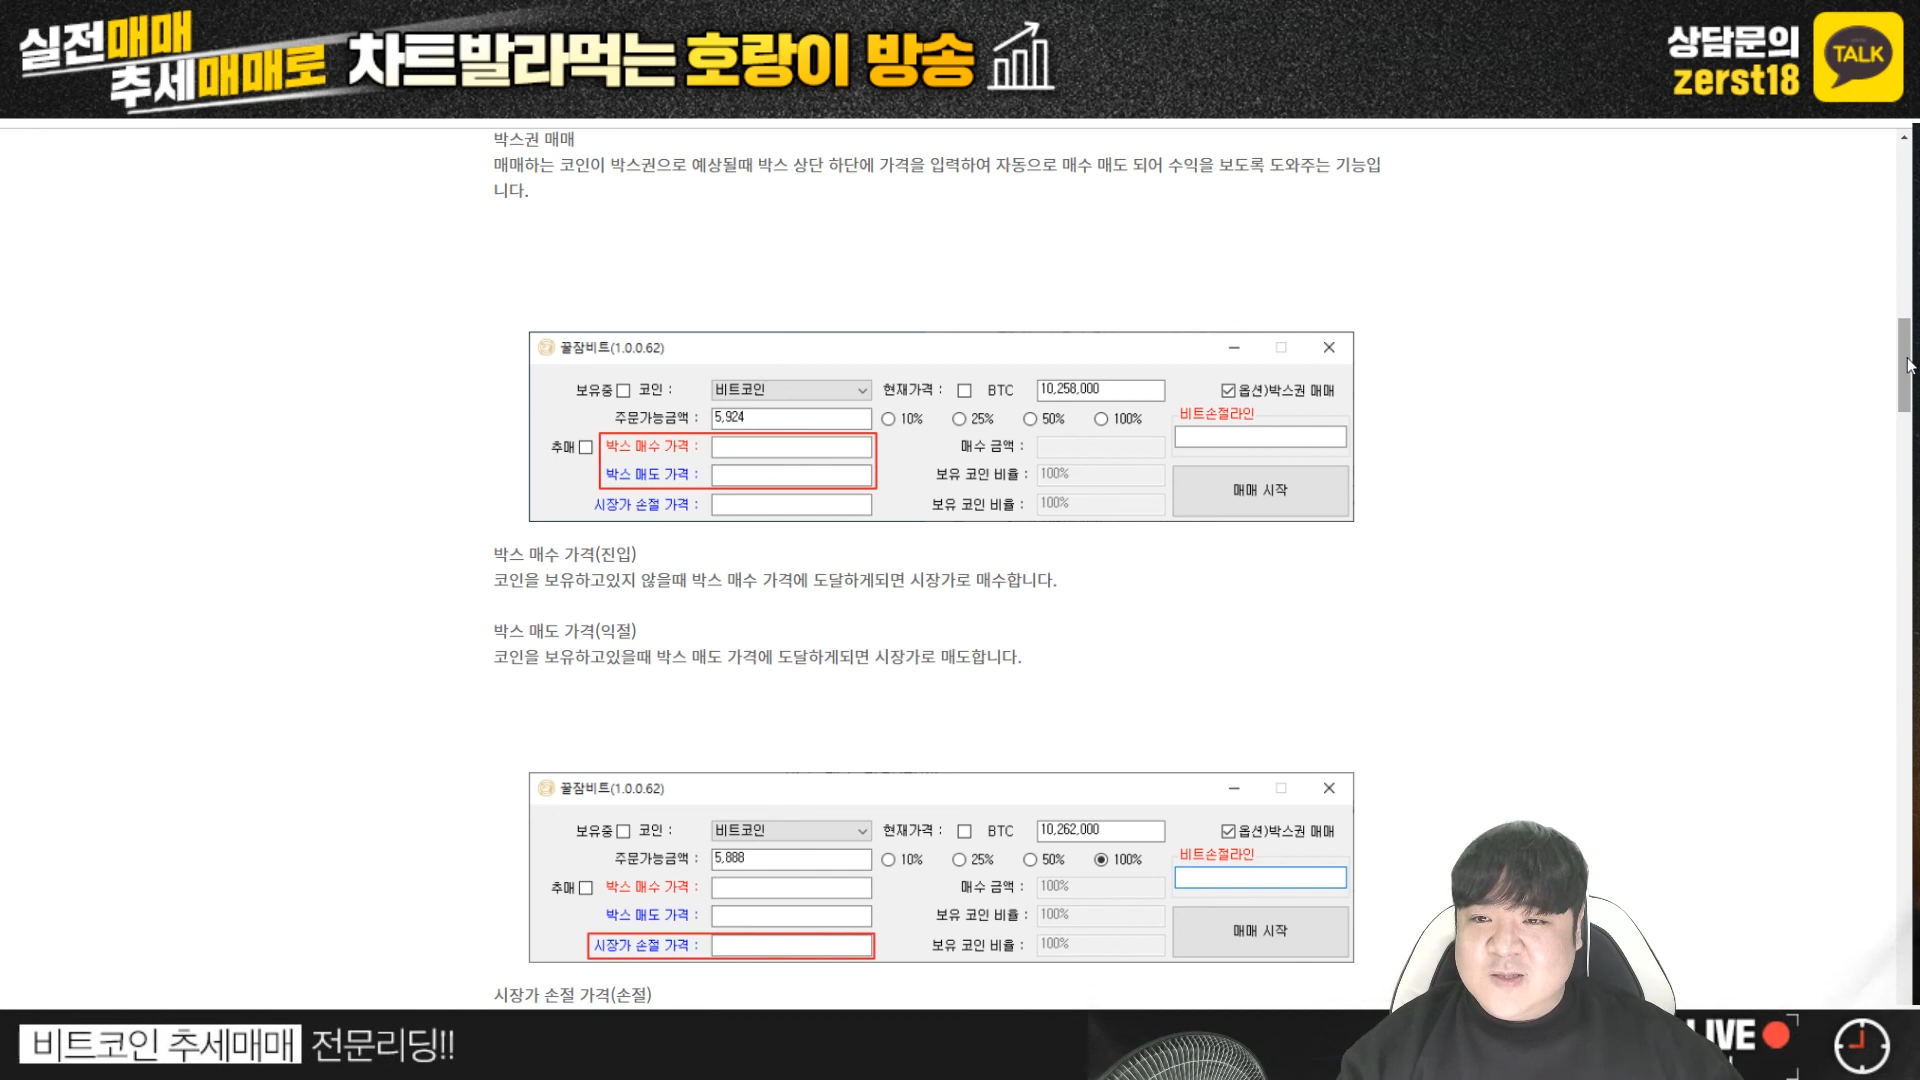 실전매매
추세매매로
차트발라먹는 호랑이 방송
상담문의
zerst18
TALK
박스권 매매
매매하는 코인이 박스권으로 예상될때 박스 상단 하단에 가격을 입력하여 자동으로 매수 매도 되어 수익을 보도록 도와주는 기능입
니다.
꿀잠비트(1.0.0.62)
보유중 코인 : 비트코인 현재가격 : BTC 10,258,000 옵션)박스권 매매
주문가능금액 : 5,924 10% 25% 50% 100% 비트손절라인
추매 박스 매수 가격 : 매수 금액 :
박스 매도 가격 : 보유 코인 비율 : 100% 매매 시작
시장가 손절 가격 : 보유 코인 비율 : 100%
박스 매수 가격(진입)
코인을 보유하고있지 않을때 박스 매수 가격에 도달하게되면 시장가로 매수합니다.
박스 매도 가격(익절)
코인을 보유하고있을때 박스 매도 가격에 도달하게되면 시장가로 매도합니다.
꿀잠비트(1.0.0.62)
보유중 코인 : 비트코인 현재가격 : BTC 10,262,000 옵션)박스권 매매
주문가능금액 : 5,888 10% 25% 50% 100% 비트손절라인
추매 박스 매수 가격 : 매수 금액 : 100%
박스 매도 가격 : 보유 코인 비율 : 100% 매매 시작
시장가 손절 가격 : 보유 코인 비율 : 100%
시장가 손절 가격(손절)
비트코인 추세매매 전문리딩!!
LIVE